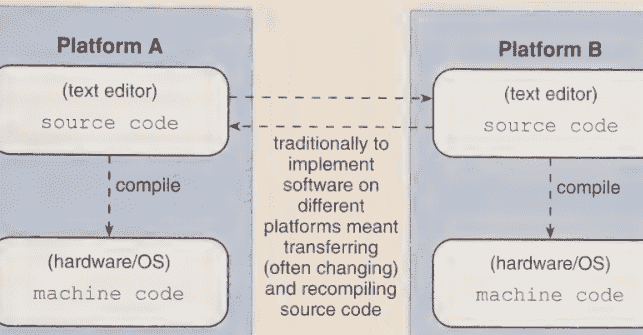 Platform A
(text editor)
source code
compile
(hardware/OS)
machine code
traditionally to
implement
software on
different
platforms meant
transferring
(often changing)
and recompiling
source code
Platform B
(text editor)
source code
compile
(hardware/OS)
machine code